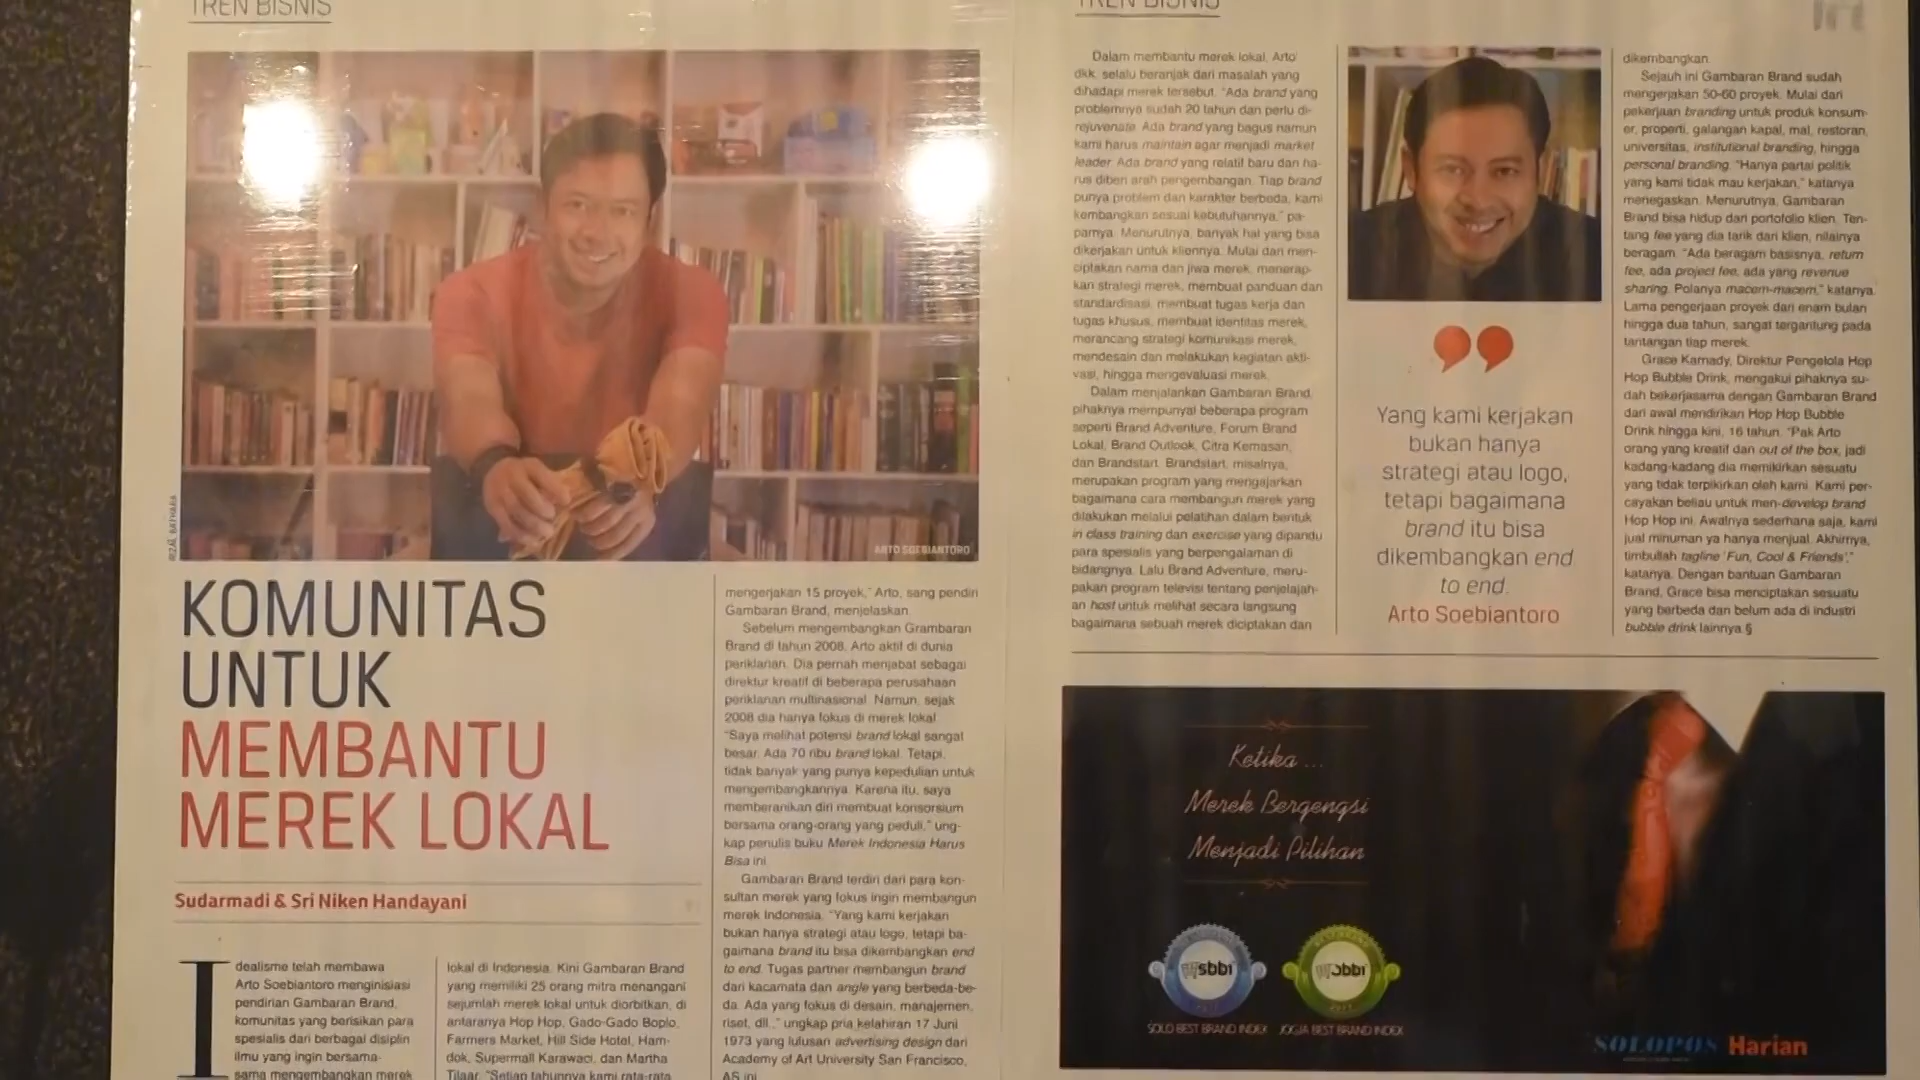 TREN BISNIS
ARTO SOEBIANTORO
KOMUNITAS
UNTUK
MEMBANTU
MEREK LOKAL
Sudarmadi & Sri Niken Handayani
Idealisme telah membawa
Arto Soebiantoro menginisiasi
pendirian Gambaran Brand,
komunitas yang berisikan para
spesialis dari berbagai disiplin
ilmu yang ingin bersama-
sama mengembangkan merek
lokal di Indonesia. Kini Gambaran Brand
yang memiliki 25 orang mitra menangani
sejumlah merek lokal untuk diorbitkan, di
antaranya Hop Hop, Gado-Gado Boplo,
Farmers Market, Hill Side Hotel, Ham-
dok, Supermall Karawaci, dan Martha
Tilaar. "Setiap tahunnya kami rata-rata
mengerjakan 15 proyek," Arto, sang pendiri
Gambaran Brand, menjelaskan.
Sebelum mengembangkan Grambaran
Brand di tahun 2008, Arto aktif di dunia
periklanan. Dia pernah menjabat sebagai
direktur kreatif di beberapa perusahaan
periklanan multinasional. Namun, sejak
2008 dia hanya fokus di merek lokal.
"Saya melihat potensi brand lokal sangat
besar. Ada 70 ribu brand lokal. Tetapi,
tidak banyak yang punya kepedulian untuk
mengembangkannya. Karena itu, saya
memberanikan diri membuat konsorsium
bersama orang-orang yang peduli," ung-
kap penulis buku Merek Indonesia Harus
Bisa ini.
Gambaran Brand terdiri dari para kon-
sultan merek yang fokus ingin membangun
merek Indonesia. "Yang kami kerjakan
bukan hanya strategi atau logo, tetapi ba-
gaimana brand itu bisa dikembangkan end
to end. Tugas partner membangun brand
dari kacamata dan angle yang berbeda-be-
da. Ada yang fokus di desain, manajemen,
riset, dll.," ungkap pria kelahiran 17 Juni
1973 yang lulusan advertising design dari
Academy of Art University San Francisco,
AS ini.
TREN BISNIS
Dalam membantu merek lokal, Arto
dkk. selalu beranjak dari masalah yang
dihadapi merek tersebut. "Ada brand yang
problemnya sudah 20 tahun dan perlu di-
rejuvenate. Ada brand yang bagus namun
kami harus maintain agar menjadi market
leader. Ada brand yang relatif baru dan ha-
rus diberi arah pengembangan. Tiap brand
punya problem dan karakter berbeda, kami
kembangkan sesuai kebutuhannya," pa-
parnya. Menurutnya, banyak hal yang bisa
dikerjakan untuk kliennya. Mulai dari men-
ciptakan nama dan jiwa merek, menerap-
kan strategi merek, membuat panduan dan
standardisasi, membuat tugas kerja dan
tugas khusus, membuat identitas merek,
merancang strategi komunikasi merek,
mendesain dan melakukan kegiatan akti-
vasi, hingga mengevaluasi merek.
Dalam menjalankan Gambaran Brand,
pihaknya mempunyai beberapa program
seperti Brand Adventure, Forum Brand
Lokal, Brand Outlook, Citra Kemasan,
dan Brandstart. Brandstart, misalnya,
merupakan program yang mengajarkan
bagaimana cara membangun merek yang
dilakukan melalui pelatihan dalam bentuk
in class training dan exercise yang dipandu
para spesialis yang berpengalaman di
bidangnya. Lalu Brand Adventure, meru-
pakan program televisi tentang penjelajah-
an host untuk melihat secara langsung
bagaimana sebuah merek diciptakan dan
Yang kami kerjakan
bukan hanya
strategi atau logo,
tetapi bagaimana
brand itu bisa
dikembangkan end
to end.
Arto Soebiantoro
dikembangkan.
Sejauh ini Gambaran Brand sudah
mengerjakan 50-60 proyek. Mulai dari
pekerjaan branding untuk produk konsum-
er, properti, galangan kapal, mal, restoran,
universitas, institutional branding, hingga
personal branding. "Hanya partai politik
yang kami tidak mau kerjakan," katanya
menegaskan. Menurutnya, Gambaran
Brand bisa hidup dari portofolio klien. Ten-
tang fee yang dia tarik dari klien, nilainya
beragam. "Ada beragam basisnya, return
fee, ada project fee, ada yang revenue
sharing. Polanya macem-macem," katanya.
Lama pengerjaan proyek dari enam bulan
hingga dua tahun, sangat tergantung pada
tantangan tiap merek.
Grace Karnady, Direktur Pengelola Hop
Hop Bubble Drink, mengakui pihaknya su-
dah bekerjasama dengan Gambaran Brand
dari awal mendirikan Hop Hop Bubble
Drink hingga kini, 16 tahun. "Pak Arto
orang yang kreatif dan out of the box, jadi
kadang-kadang dia memikirkan sesuatu
yang tidak terpikirkan oleh kami. Kami per-
cayakan beliau untuk men-develop brand
Hop Hop ini. Awalnya sederhana saja, kami
jual minuman ya hanya menjual. Akhirnya,
timbullah tagline 'Fun, Cool & Friends',"
katanya. Dengan bantuan Gambaran
Brand, Grace bisa menciptakan sesuatu
yang berbeda dan belum ada di industri
bubble drink lainnya.§
Ketika ...
Merek Bergengsi
Menjadi Pilihan
sbbi
jbbi
SOLO BEST BRAND INDEX
JOGJA BEST BRAND INDEX
SOLOPOS Harian